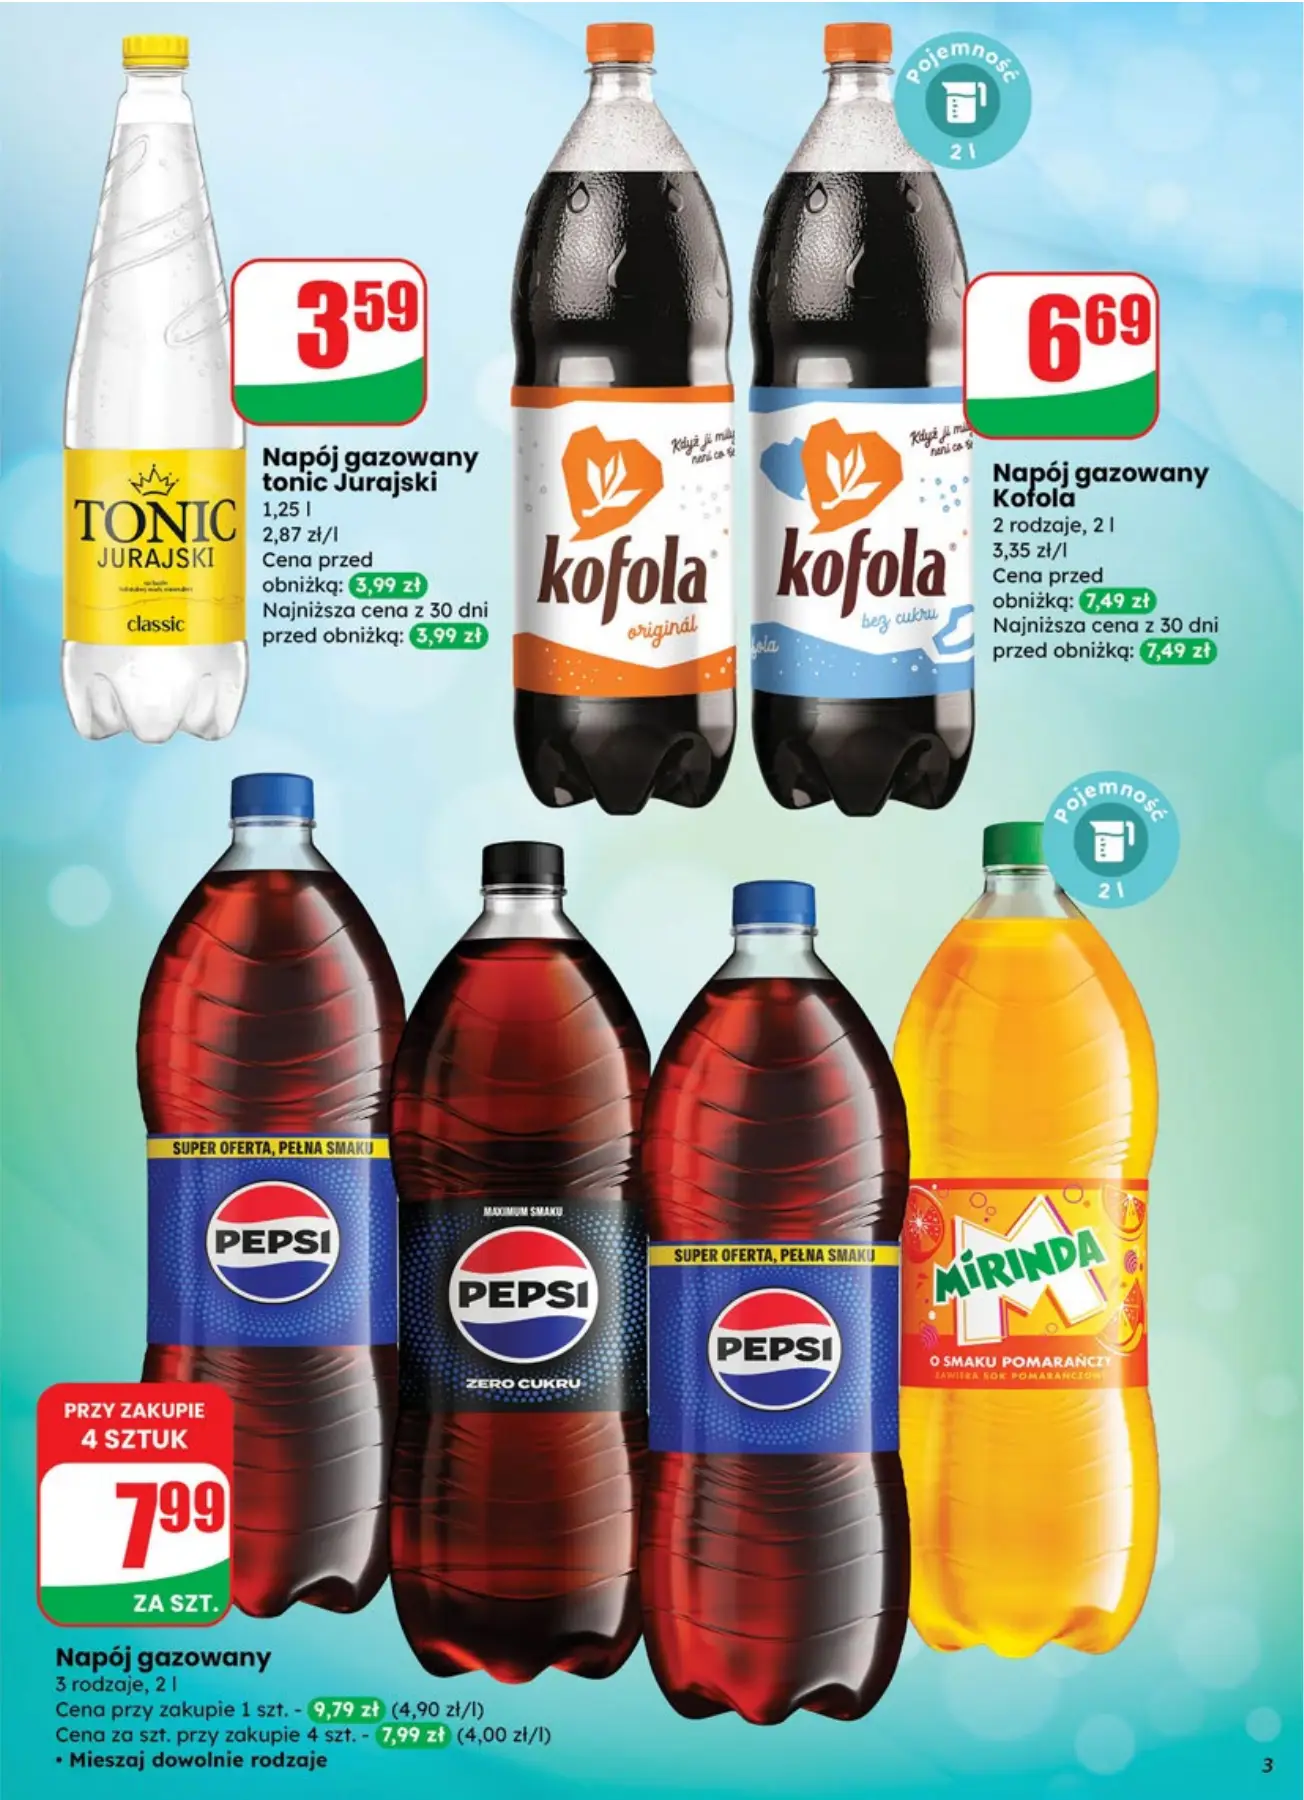 Pojemność
2 l
3 59
6 69
TONIC
JURAJSKI
classic
Napój gazowany
tonic Jurajski
1,25 l
2,87 zł/l
Cena przed
obniżką: 3,99 zł
Najniższa cena z 30 dni
przed obniżką: 3,99 zł
kofola
originál
kofola
bez cukru
Napój gazowany
Kofola
2 rodzaje, 2 l
3,35 zł/l
Cena przed
obniżką: 7,49 zł
Najniższa cena z 30 dni
przed obniżką: 7,49 zł
Pojemność
2 l
SUPER OFERTA, PEŁNA SMAKU
PEPSI
MAXIMUM SMAKU
PEPSI
ZERO CUKRU
SUPER OFERTA, PEŁNA SMAKU
PEPSI
MIRINDA
O SMAKU POMARAŃCZY
ZAWIERA SOK POMARAŃCZOWY
PRZY ZAKUPIE
4 SZTUK
7 99
ZA SZT.
Napój gazowany
3 rodzaje, 2 l
Cena przy zakupie 1 szt. - 9,79 zł (4,90 zł/l)
Cena za szt. przy zakupie 4 szt. - 7,99 zł (4,00 zł/l)
• Mieszaj dowolnie rodzaje
3